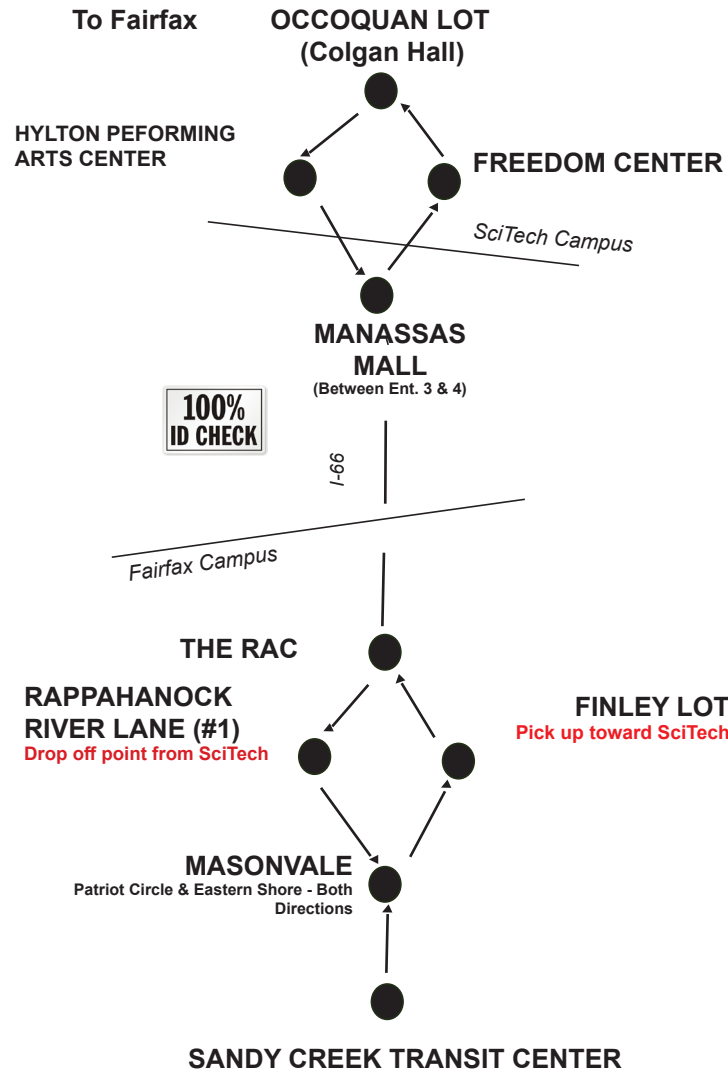 To Fairfax
OCCOQUAN LOT
(Colgan Hall)
HYLTON PEFORMING
ARTS CENTER
FREEDOM CENTER
SciTech Campus
MANASSAS
MALL
(Between Ent. 3 & 4)
100%
ID CHECK
I-66
Fairfax Campus
THE RAC
RAPPAHANOCK
RIVER LANE (#1)
Drop off point from SciTech
FINLEY LOT
Pick up toward SciTech
MASONVALE
Patriot Circle & Eastern Shore - Both
Directions
SANDY CREEK TRANSIT CENTER